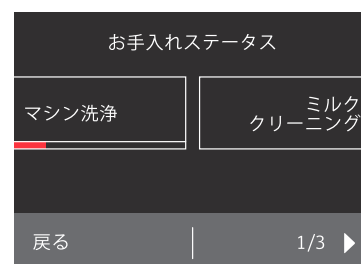 お手入れステータス
マシン洗浄
ミルク
クリーニング
戻る
1/3